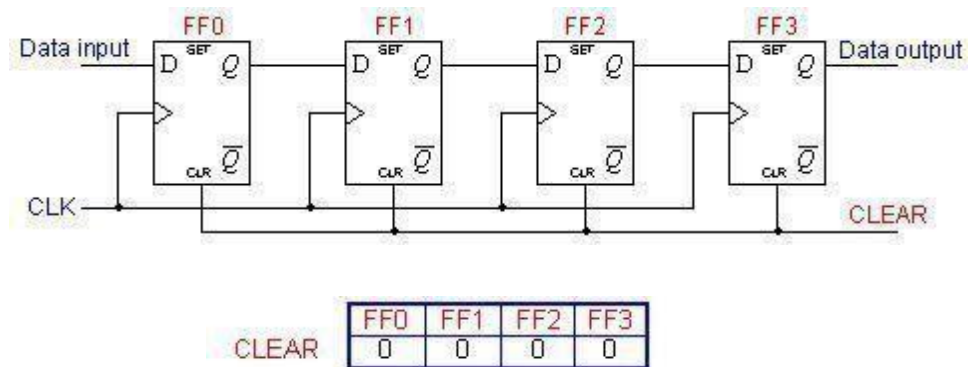 FF0 FF1 FF2 FF3
Data input SET SET SET SET Data output
D Q D Q D Q D Q
Q̅ Q̅ Q̅ Q̅
CLR CLR CLR CLR
CLK
CLEAR
FF0 FF1 FF2 FF3
CLEAR 0 0 0 0